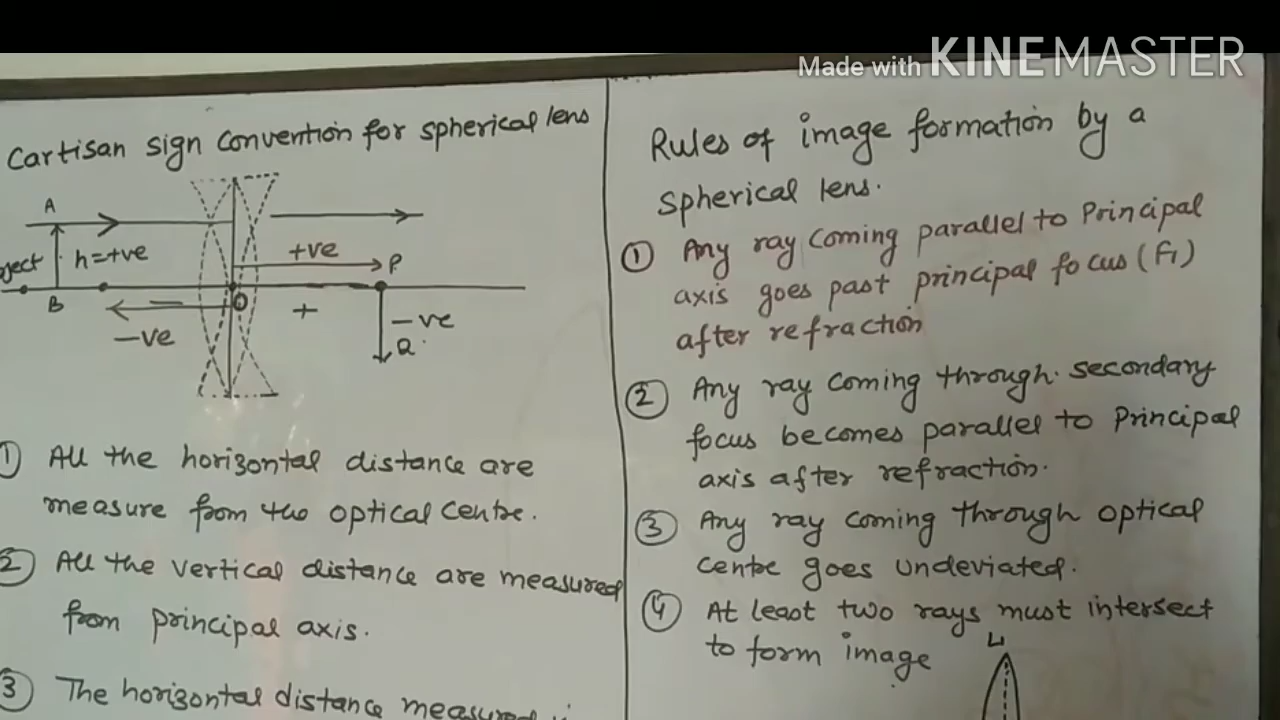 Made with KINEMASTER
Cartisan sign convention for spherical lens
A
h=+ve
B
+ve
P
O
-ve
+
-ve
Q
① All the horizontal distance are
measure from the optical centre.
② All the vertical distance are measured
from principal axis.
③ The horizontal distance measured
Rules of image formation by a
spherical lens.
① Any ray coming parallel to Principal
axis goes past principal focus (F1)
after refraction
② Any ray coming through secondary
focus becomes parallel to Principal
axis after refraction.
③ Any ray coming through optical
centre goes undeviated.
④ At least two rays must intersect
to form image